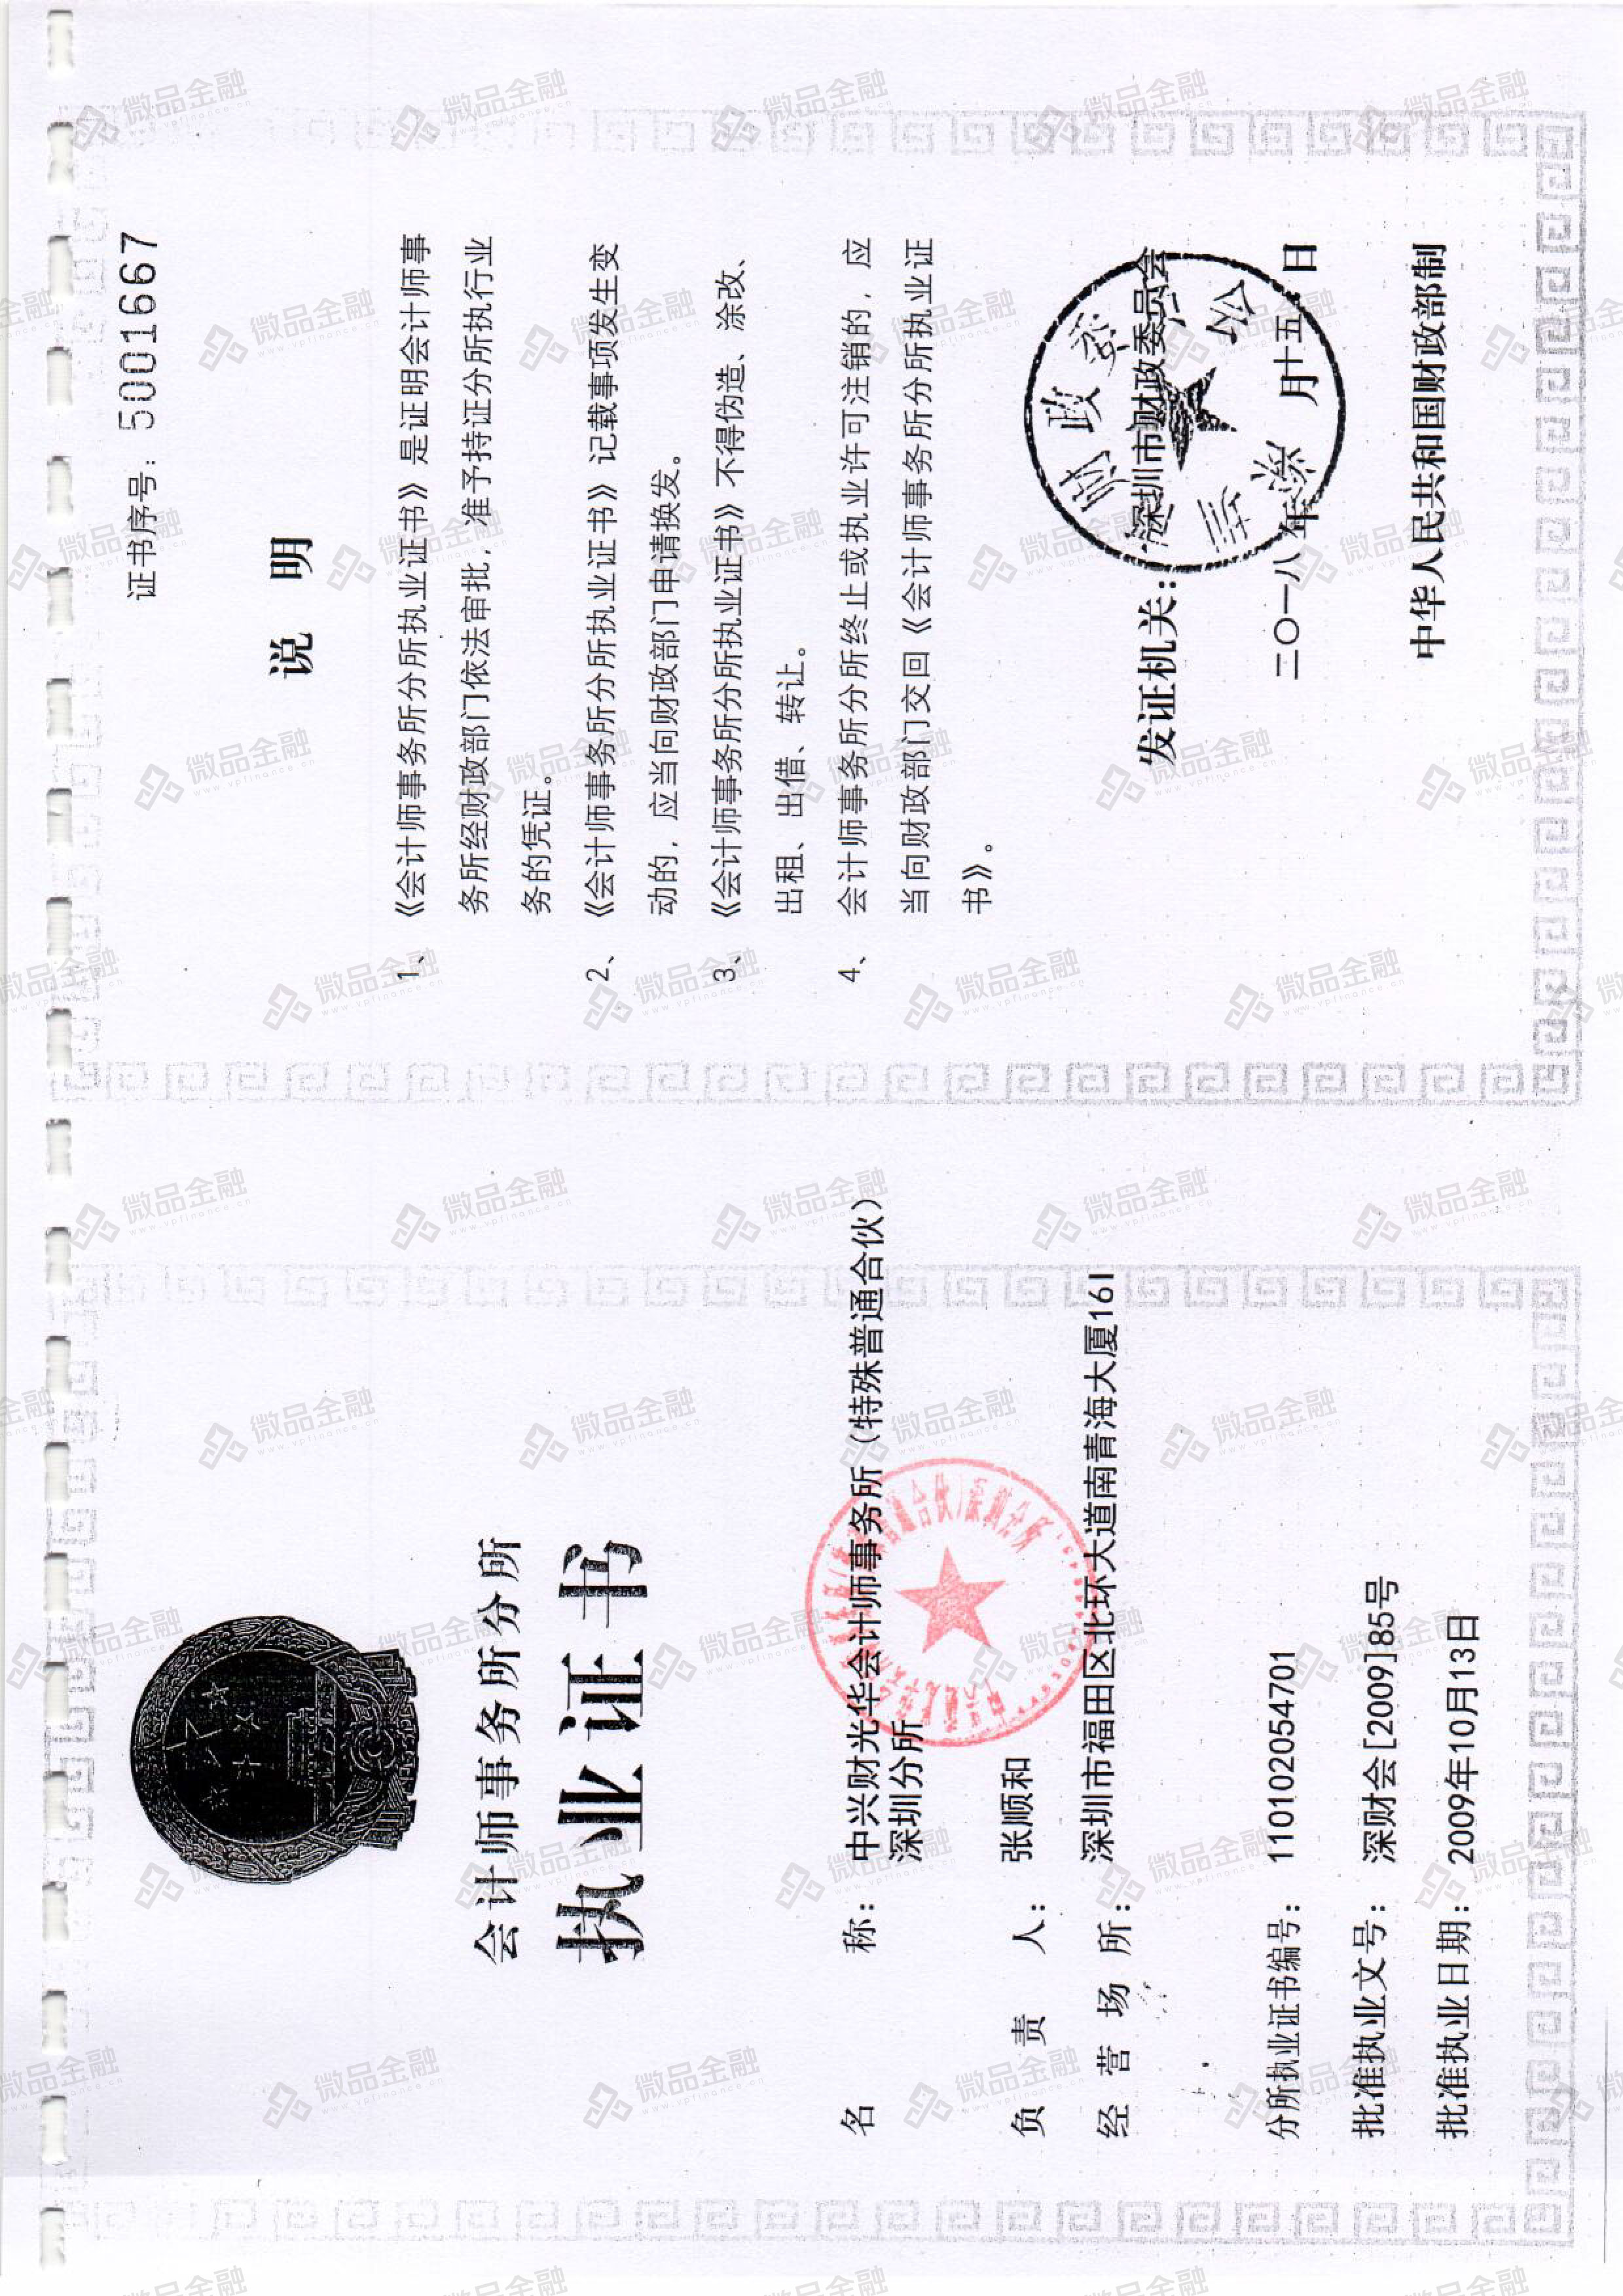 会计师事务所分所
执业证书
名称：中兴财光华会计师事务所（特殊普通合伙）
深圳分所
负责人：张顺和
经营场所：深圳市福田区北环大道南青海大厦16I
分所执业证书编号：110102054701
批准执业文号：深财会[2009]85号
批准执业日期：2009年10月13日
证书序号：5001667
说明
1、《会计师事务所分所执业证书》是证明会计师事
务所经财政部门依法审批，准予持证分所执行业
务的凭证。
2、《会计师事务所分所执业证书》记载事项发生变
动的，应当向财政部门申请换发。
3、《会计师事务所分所执业证书》不得伪造、涂改、
出租、出借、转让。
4、会计师事务所分所终止或执业许可注销的，应
当向财政部门交回《会计师事务所分所执业证
书》。
发证机关：深圳市财政委员会
二〇一八年 月十五日
中华人民共和国财政部制
微品金融
www.vpfinance.cn